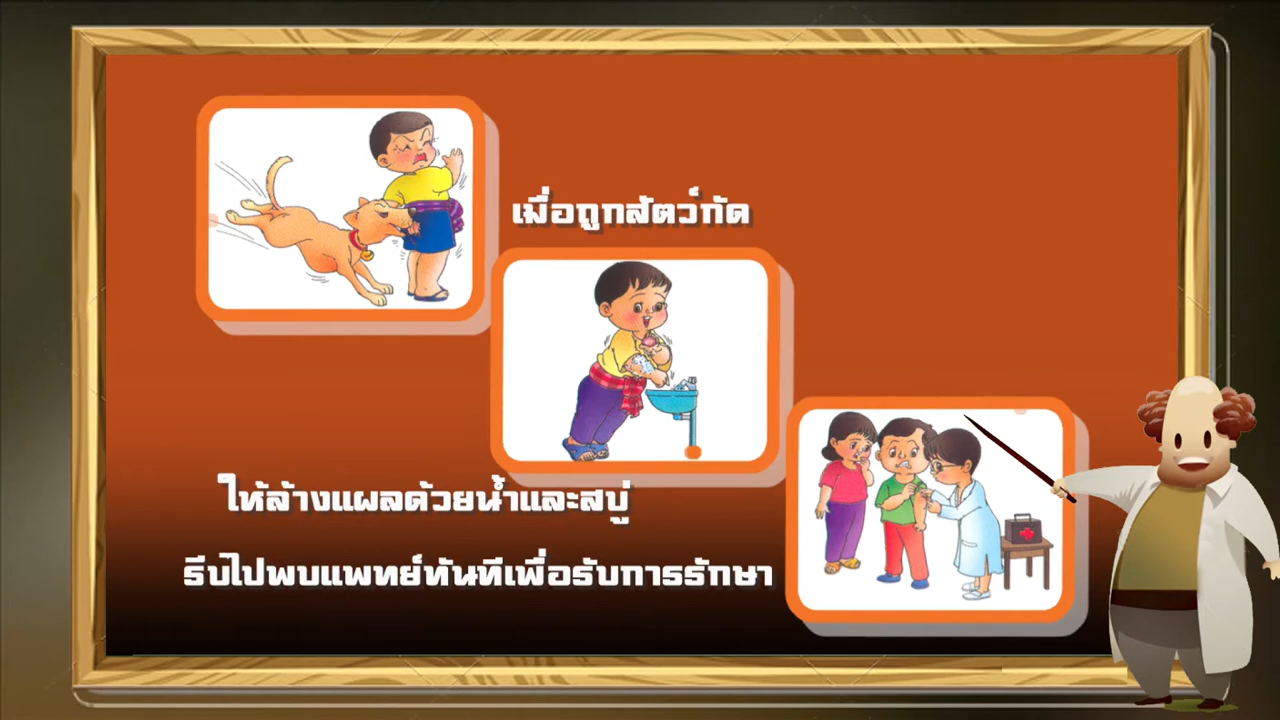 เมื่อถูกสัตว์กัด
ให้ล้างแผลด้วยน้ำและสบู่
รีบไปพบแพทย์ทันทีเพื่อรับการรักษา